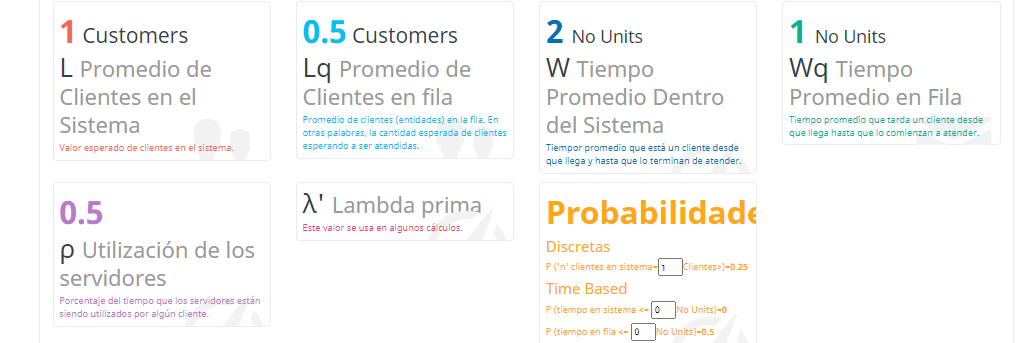 1 Customers
L Promedio de
Clientes en el
Sistema
Valor esperado de clientes en el sistema.
0.5 Customers
Lq Promedio de
Clientes en fila
Promedio de clientes (entidades) en la fila. En
otras palabras, la cantidad esperada de clientes
esperando a ser atendidas.
2 No Units
W Tiempo
Promedio Dentro
del Sistema
Tiempor promedio que está un cliente desde
que llega y hasta que lo terminan de atender.
1 No Units
Wq Tiempo
Promedio en Fila
Tiempo promedio que tarda un cliente desde
que llega hasta que lo comienzan a atender.
0.5
ρ Utilización de los
servidores
Porcentaje del tiempo que los servidores están
siendo utilizados por algún cliente.
λ' Lambda prima
Este valor se usa en algunos cálculos.
Probabilidade
Discretas
P ('n' clientes en sistema= 1 Clientes>)=0.25
Time Based
P (tiempo en sistema <= 0 No Units)=0
P (tiempo en fila <= 0 No Units)=0.5